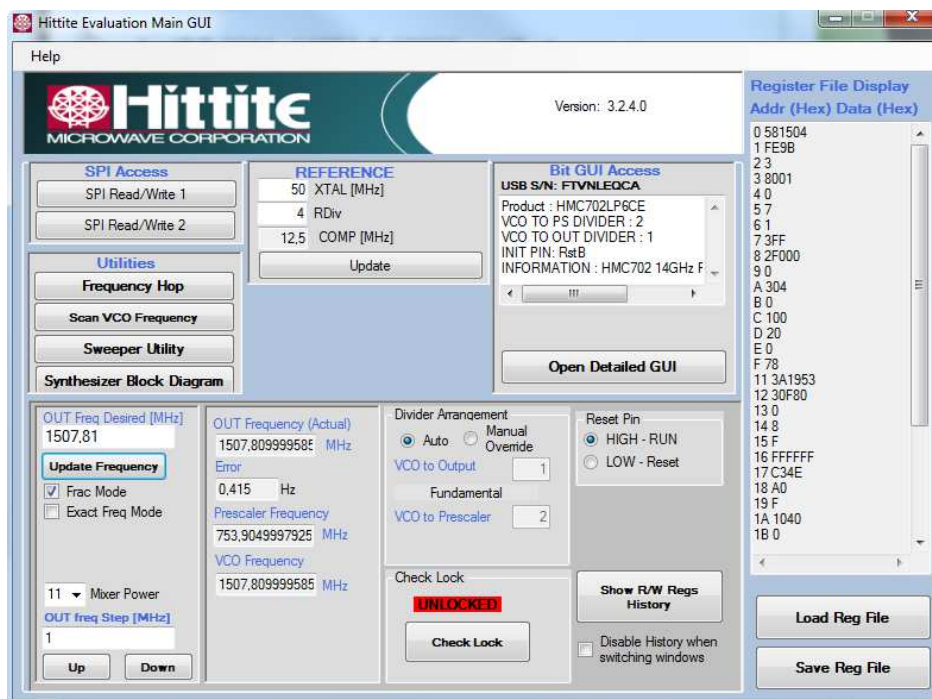 Hittite Evaluation Main GUI
Help
Hittite
MICROWAVE CORPORATION
Version: 3.2.4.0
SPI Access
SPI Read/Write 1
SPI Read/Write 2
Utilities
Frequency Hop
Scan VCO Frequency
Sweeper Utility
Synthesizer Block Diagram
REFERENCE
50 XTAL [MHz]
4 RDiv
12,5 COMP [MHz]
Update
Bit GUI Access
USB S/N: FTVNLEQCA
Product : HMC702LP6CE
VCO TO PS DIVIDER : 2
VCO TO OUT DIVIDER : 1
INIT PIN: RstB
INFORMATION : HMC702 14GHz F
Open Detailed GUI
OUT Freq Desired [MHz]
1507,81
Update Frequency
Frac Mode
Exact Freq Mode
11 Mixer Power
OUT freq Step [MHz]
1
Up Down
OUT Frequency (Actual)
1507,809999585 MHz
Error
0,415 Hz
Prescaler Frequency
753,9049997925 MHz
VCO Frequency
1507,809999585 MHz
Divider Arrangement
Auto Manual Override
VCO to Output 1
Fundamental
VCO to Prescaler 2
Check Lock
UNLOCKED
Check Lock
Reset Pin
HIGH - RUN
LOW - Reset
Show R/W Regs
History
Disable History when
switching windows
Register File Display
Addr (Hex) Data (Hex)
0 581504
1 FE9B
2 3
3 8001
4 0
5 7
6 1
7 3FF
8 2F000
9 0
A 304
B 0
C 100
D 20
E 0
F 78
11 3A1953
12 30F80
13 0
14 8
15 F
16 FFFFFF
17 C34E
18 A0
19 F
1A 1040
1B 0
Load Reg File
Save Reg File